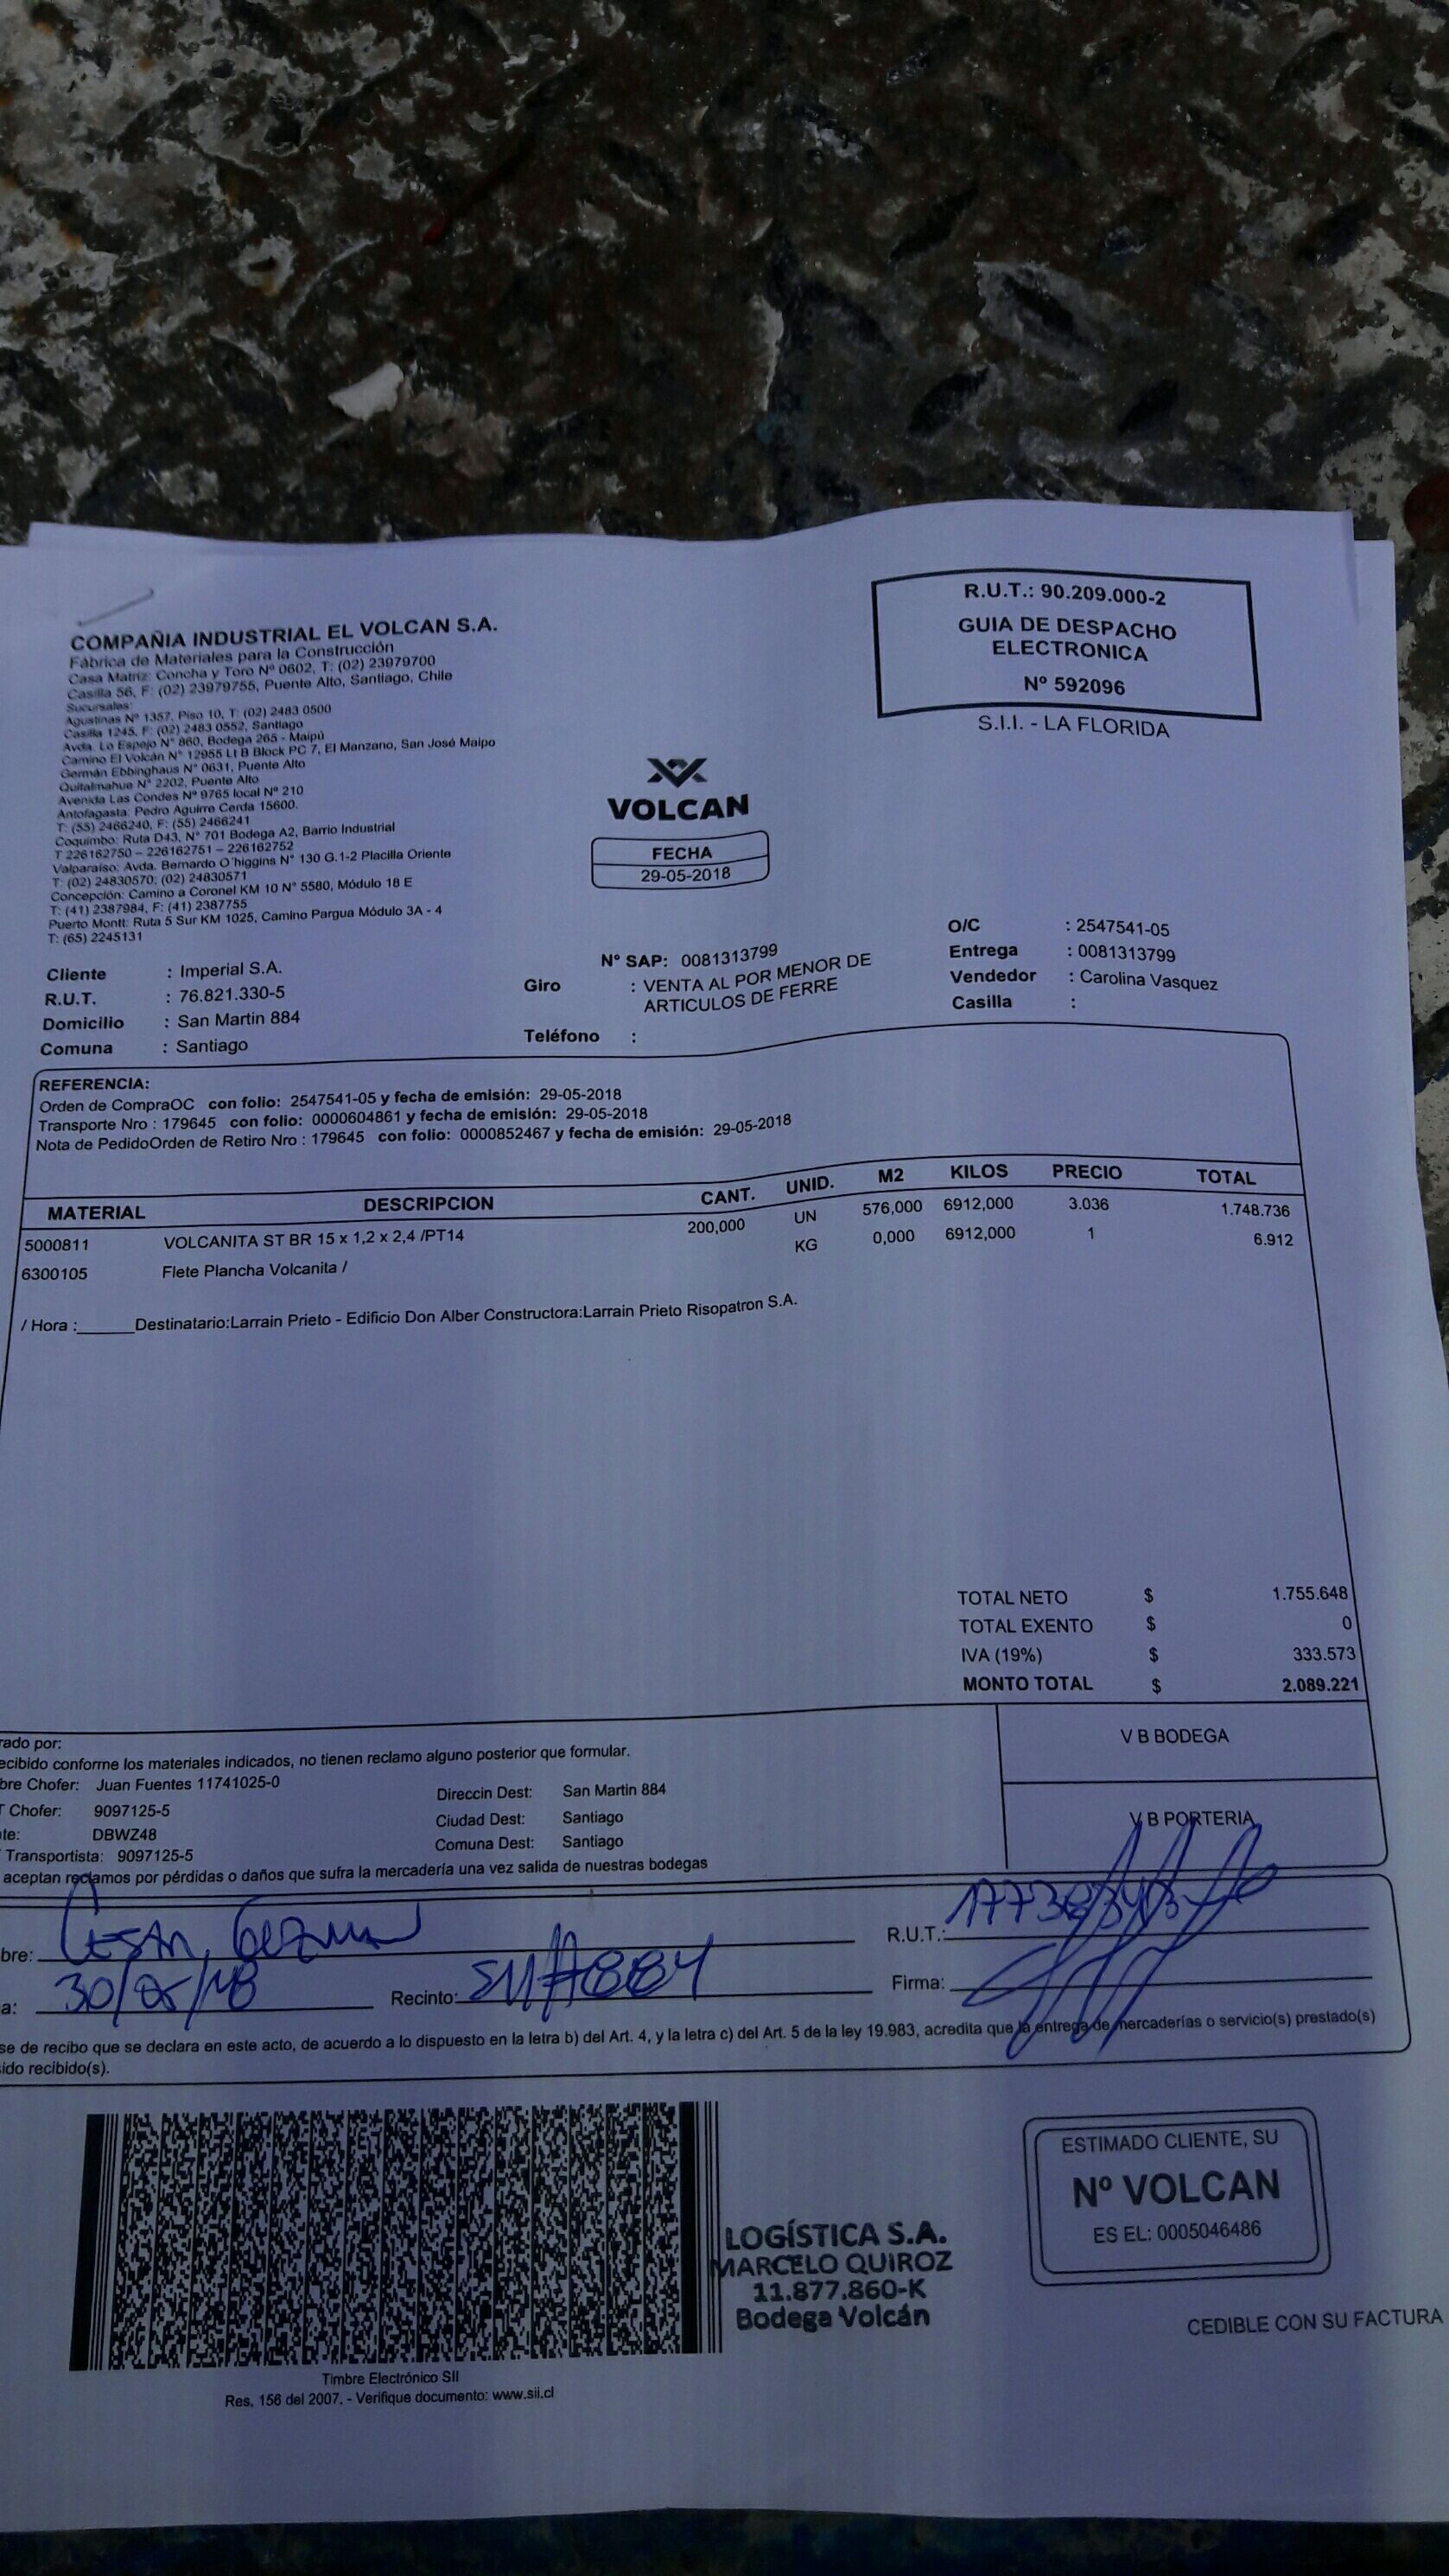 COMPAÑIA INDUSTRIAL EL VOLCAN S.A.
Fábrica de Materiales para la Construcción
Casa Matriz: Concha y Toro Nº 0602, T: (02) 23979700
Casilla 56, F: (02) 23979755, Puente Alto, Santiago, Chile
Sucursales:
Agustinas Nº 1357, Piso 10, T: (02) 2483 0500
Casilla 1245, F: (02) 2483 0552, Santiago
Avda. Lo Espejo N° 860, Bodega 265 - Maipú
Camino El Volcán N° 12955 Lt B Block PC 7, El Manzano, San José Maipo
Germán Ebbinghaus N° 0631, Puente Alto
Quitalmahue N° 2202, Puente Alto
Avenida Las Condes N° 9765 local Nº 210
Antofagasta: Pedro Aguirre Cerda 15600.
T: (55) 2466240, F: (55) 2466241
Coquimbo: Ruta D43, N° 701 Bodega A2, Barrio Industrial
T 226162750 – 226162751 – 226162752
Valparaíso: Avda. Bernardo O´higgins N° 130 G.1-2 Placilla Oriente
T: (02) 24830570; (02) 24830571
Concepción: Camino a Coronel KM 10 N° 5580, Módulo 18 E
T: (41) 2387984, F: (41) 2387755
Puerto Montt: Ruta 5 Sur KM 1025, Camino Pargua Módulo 3A - 4
T: (65) 2245131
R.U.T.: 90.209.000-2
GUIA DE DESPACHO
ELECTRONICA
Nº 592096
S.I.I. - LA FLORIDA
VOLCAN
FECHA
29-05-2018
Cliente : Imperial S.A.
R.U.T. : 76.821.330-5
Domicilio : San Martin 884
Comuna : Santiago
Nº SAP: 0081313799
Giro : VENTA AL POR MENOR DE
ARTICULOS DE FERRE
Teléfono :
O/C : 2547541-05
Entrega : 0081313799
Vendedor : Carolina Vasquez
Casilla :
REFERENCIA:
Orden de CompraOC con folio: 2547541-05 y fecha de emisión: 29-05-2018
Transporte Nro : 179645 con folio: 0000604861 y fecha de emisión: 29-05-2018
Nota de PedidoOrden de Retiro Nro : 179645 con folio: 0000852467 y fecha de emisión: 29-05-2018
MATERIAL DESCRIPCION CANT. UNID. M2 KILOS PRECIO TOTAL
5000811 VOLCANITA ST BR 15 x 1,2 x 2,4 /PT14 200,000 UN 576,000 6912,000 3.036 1.748.736
6300105 Flete Plancha Volcanita / KG 0,000 6912,000 1 6.912
/ Hora :______Destinatario:Larrain Prieto - Edificio Don Alber Constructora:Larrain Prieto Risopatron S.A.
TOTAL NETO $ 1.755.648
TOTAL EXENTO $ 0
IVA (19%) $ 333.573
MONTO TOTAL $ 2.089.221
rado por:
ecibido conforme los materiales indicados, no tienen reclamo alguno posterior que formular.
bre Chofer: Juan Fuentes 11741025-0
T Chofer: 9097125-5
te: DBWZ48
Transportista: 9097125-5
Direccin Dest: San Martin 884
Ciudad Dest: Santiago
Comuna Dest: Santiago
aceptan reclamos por pérdidas o daños que sufra la mercadería una vez salida de nuestras bodegas
V B BODEGA
V B PORTERIA
bre: Cesar Guzman
R.U.T.:
a: 30/05/18
Recinto:
Firma:
se de recibo que se declara en este acto, de acuerdo a lo dispuesto en la letra b) del Art. 4, y la letra c) del Art. 5 de la ley 19.983, acredita que la entrega de mercaderías o servicio(s) prestado(s)
ido recibido(s).
LOGÍSTICA S.A.
MARCELO QUIROZ
11.877.860-K
Bodega Volcán
ESTIMADO CLIENTE, SU
Nº VOLCAN
ES EL: 0005046486
CEDIBLE CON SU FACTURA
Timbre Electrónico SII
Res. 156 del 2007. - Verifique documento: www.sii.cl